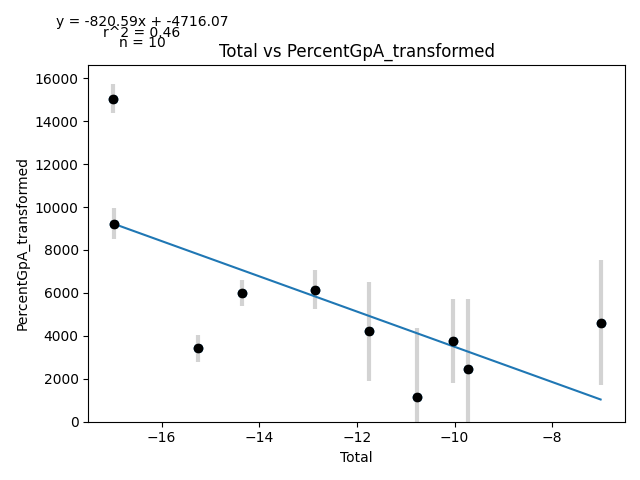 y = -820.59x + -4716.07
r^2 = 0.46
n = 10
Total vs PercentGpA_transformed
PercentGpA_transformed
16000
14000
12000
10000
8000
6000
4000
2000
0
−16 −14 −12 −10 −8
Total